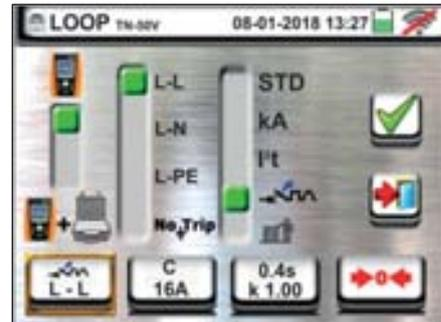 LOOP TN-50V 08-01-2018 13:27
L-L
L-N
L-PE
No Trip
STD
kA
I²t
L - L
C
16A
0.4s
k 1.00
0